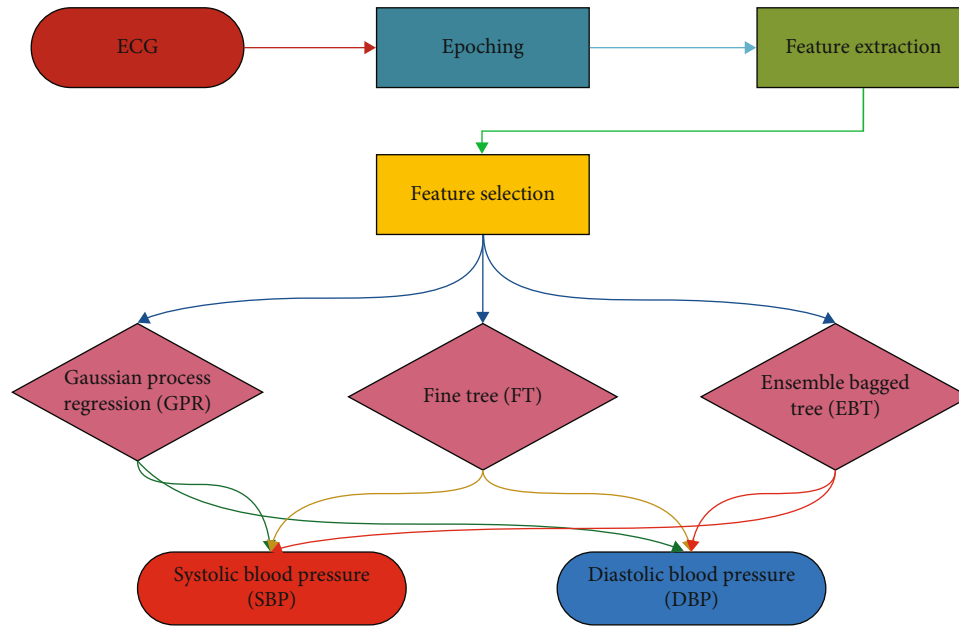 ECG
Epoching
Feature extraction
Feature selection
Gaussian process
regression (GPR)
Fine tree (FT)
Ensemble bagged
tree (EBT)
Systolic blood pressure
(SBP)
Diastolic blood pressure
(DBP)